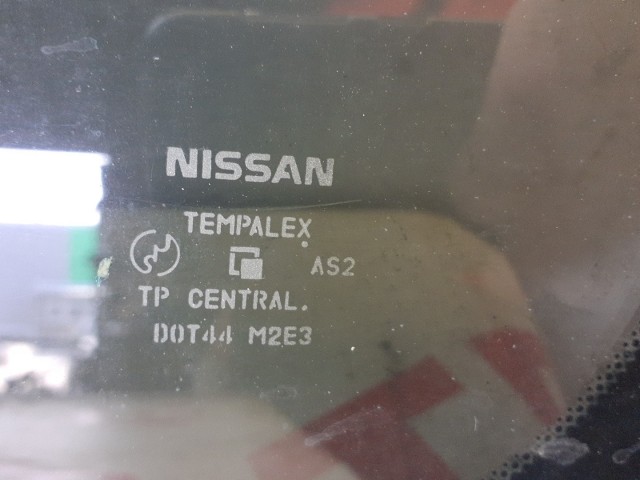 NISSAN
TEMPALEX
AS2
TP CENTRAL.
DOT44 M2E3